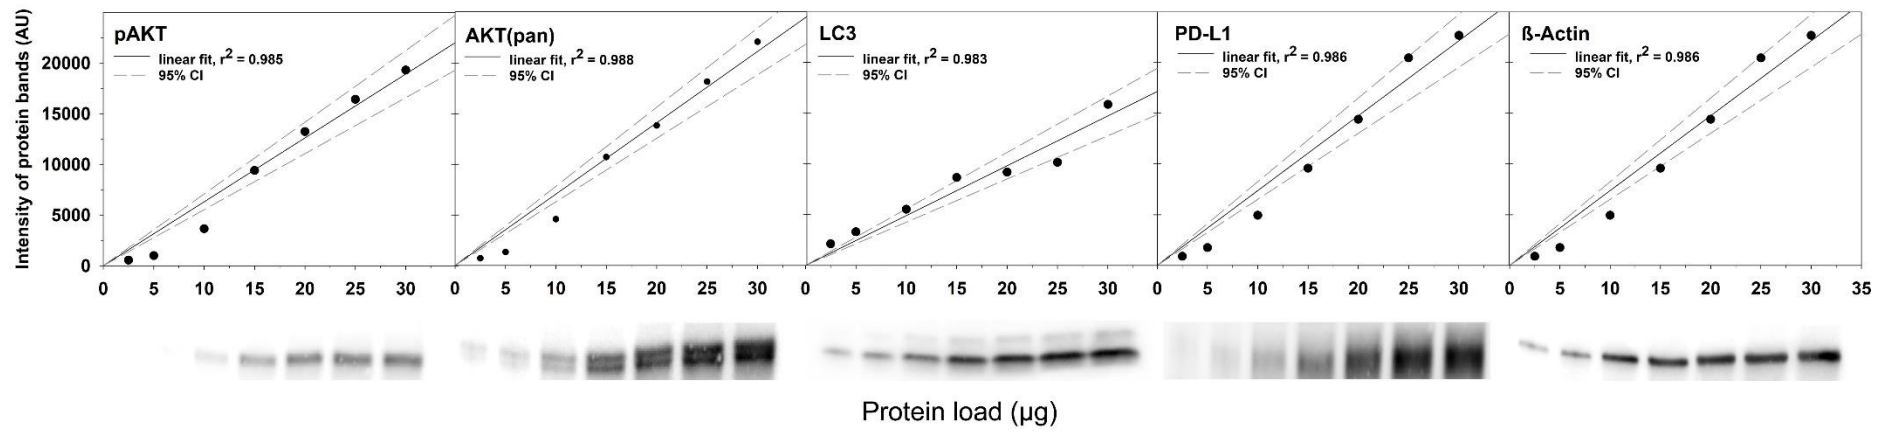 Intensity of protein bands (AU)
20000
15000
10000
5000
0
pAKT
linear fit, r² = 0.985
95% CI
0 5 10 15 20 25 30
AKT(pan)
linear fit, r² = 0.988
95% CI
0 5 10 15 20 25 30
LC3
linear fit, r² = 0.983
95% CI
0 5 10 15 20 25 30
PD-L1
linear fit, r² = 0.986
95% CI
0 5 10 15 20 25 30
ß-Actin
linear fit, r² = 0.986
95% CI
0 5 10 15 20 25 30 35
Protein load (µg)